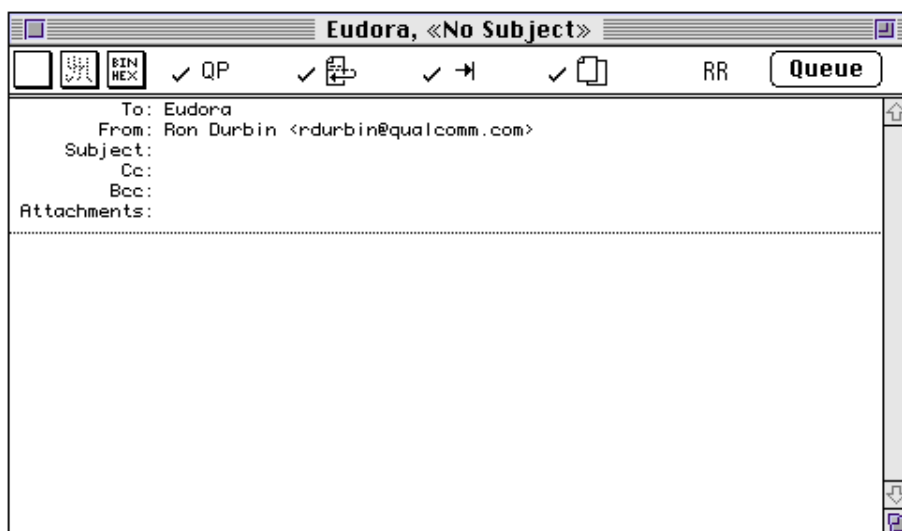 Eudora, «No Subject»
BIN HEX QP RR Queue
To: Eudora
From: Ron Durbin <rdurbin@qualcomm.com>
Subject:
Cc:
Bcc:
Attachments: